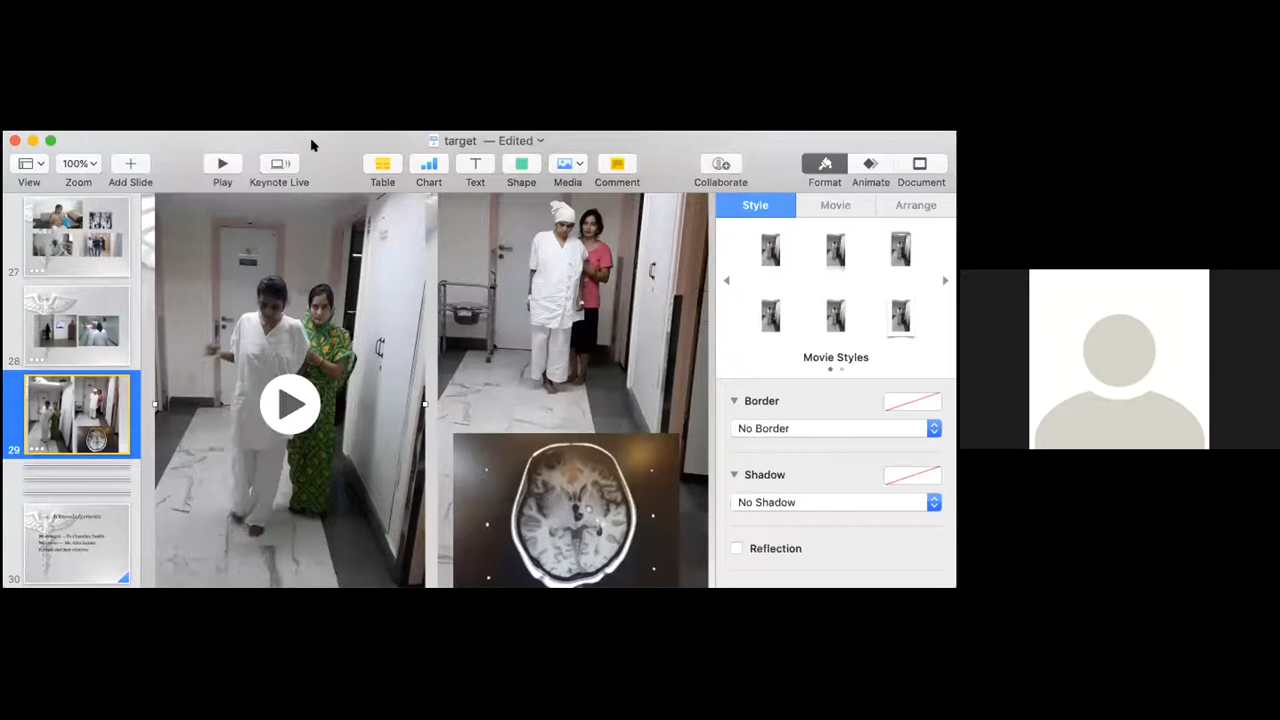 target — Edited
100%
View Zoom Add Slide Play Keynote Live Table Chart Text Shape Media Comment Collaborate Format Animate Document
Style Movie Arrange
27
28
29
30
Acknowledgements
Movie Styles
Border
No Border
Shadow
No Shadow
Reflection